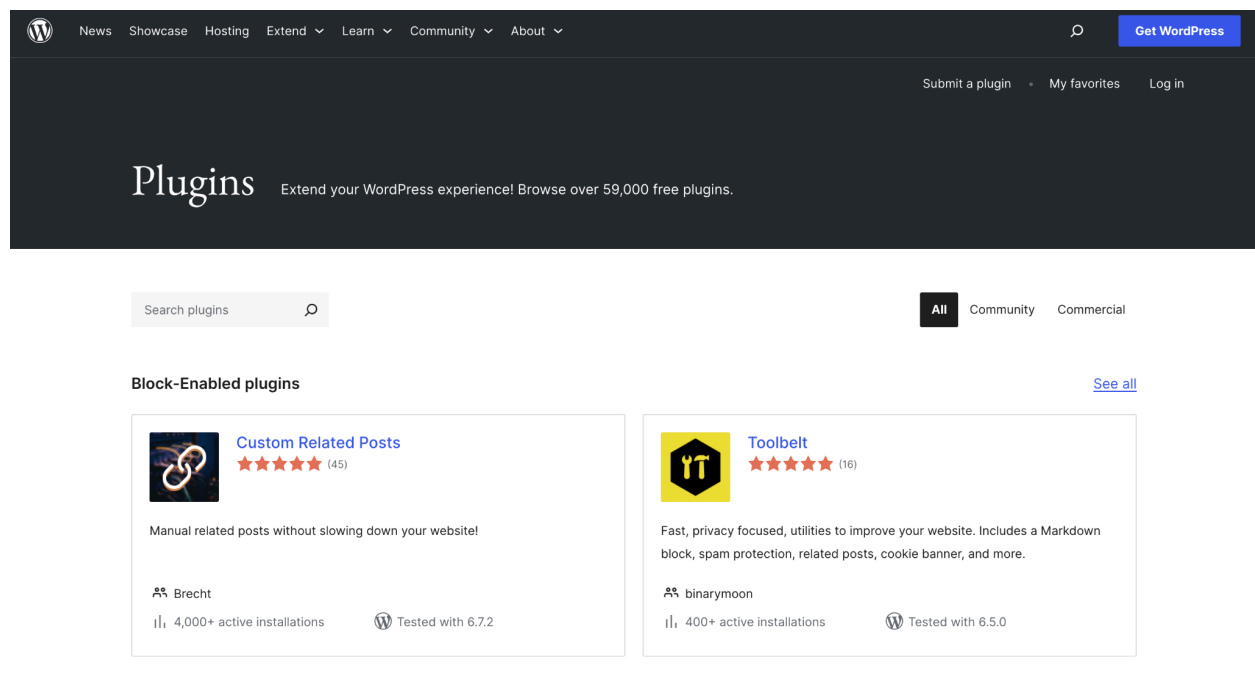 News Showcase Hosting Extend Learn Community About Get WordPress
Submit a plugin • My favorites Log in
Plugins Extend your WordPress experience! Browse over 59,000 free plugins.
Search plugins All Community Commercial
Block-Enabled plugins See all
Custom Related Posts
(45)
Manual related posts without slowing down your website!
Brecht
4,000+ active installations Tested with 6.7.2
Toolbelt
(16)
Fast, privacy focused, utilities to improve your website. Includes a Markdown
block, spam protection, related posts, cookie banner, and more.
binarymoon
400+ active installations Tested with 6.5.0